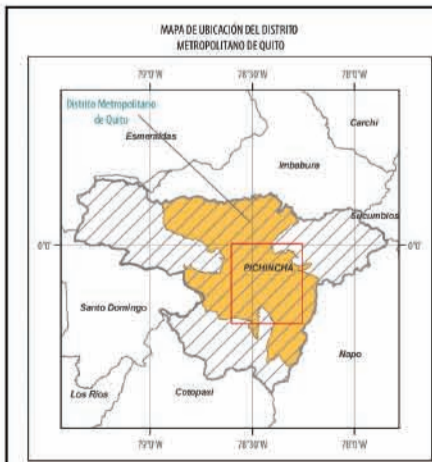 MAPA DE UBICACIÓN DEL DISTRITO
METROPOLITANO DE QUITO
79°0'W 78°30'W 78°0'W
Distrito Metropolitano
de Quito
Esmeraldas
Carchi
Imbabura
Sucumbios
0°0' 0°0'
PICHINCHA
Santo Domingo
Napo
Los Ríos
Cotopaxi
79°0'W 78°30'W 78°0'W